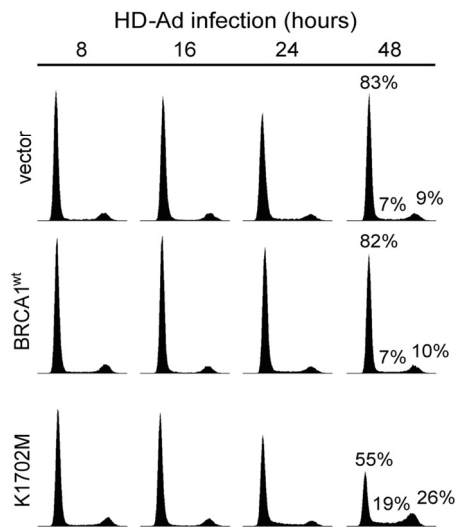 HD-Ad infection (hours)
8 16 24 48
vector
83%
7% 9%
BRCA1wt
82%
7% 10%
K1702M
55%
19% 26%